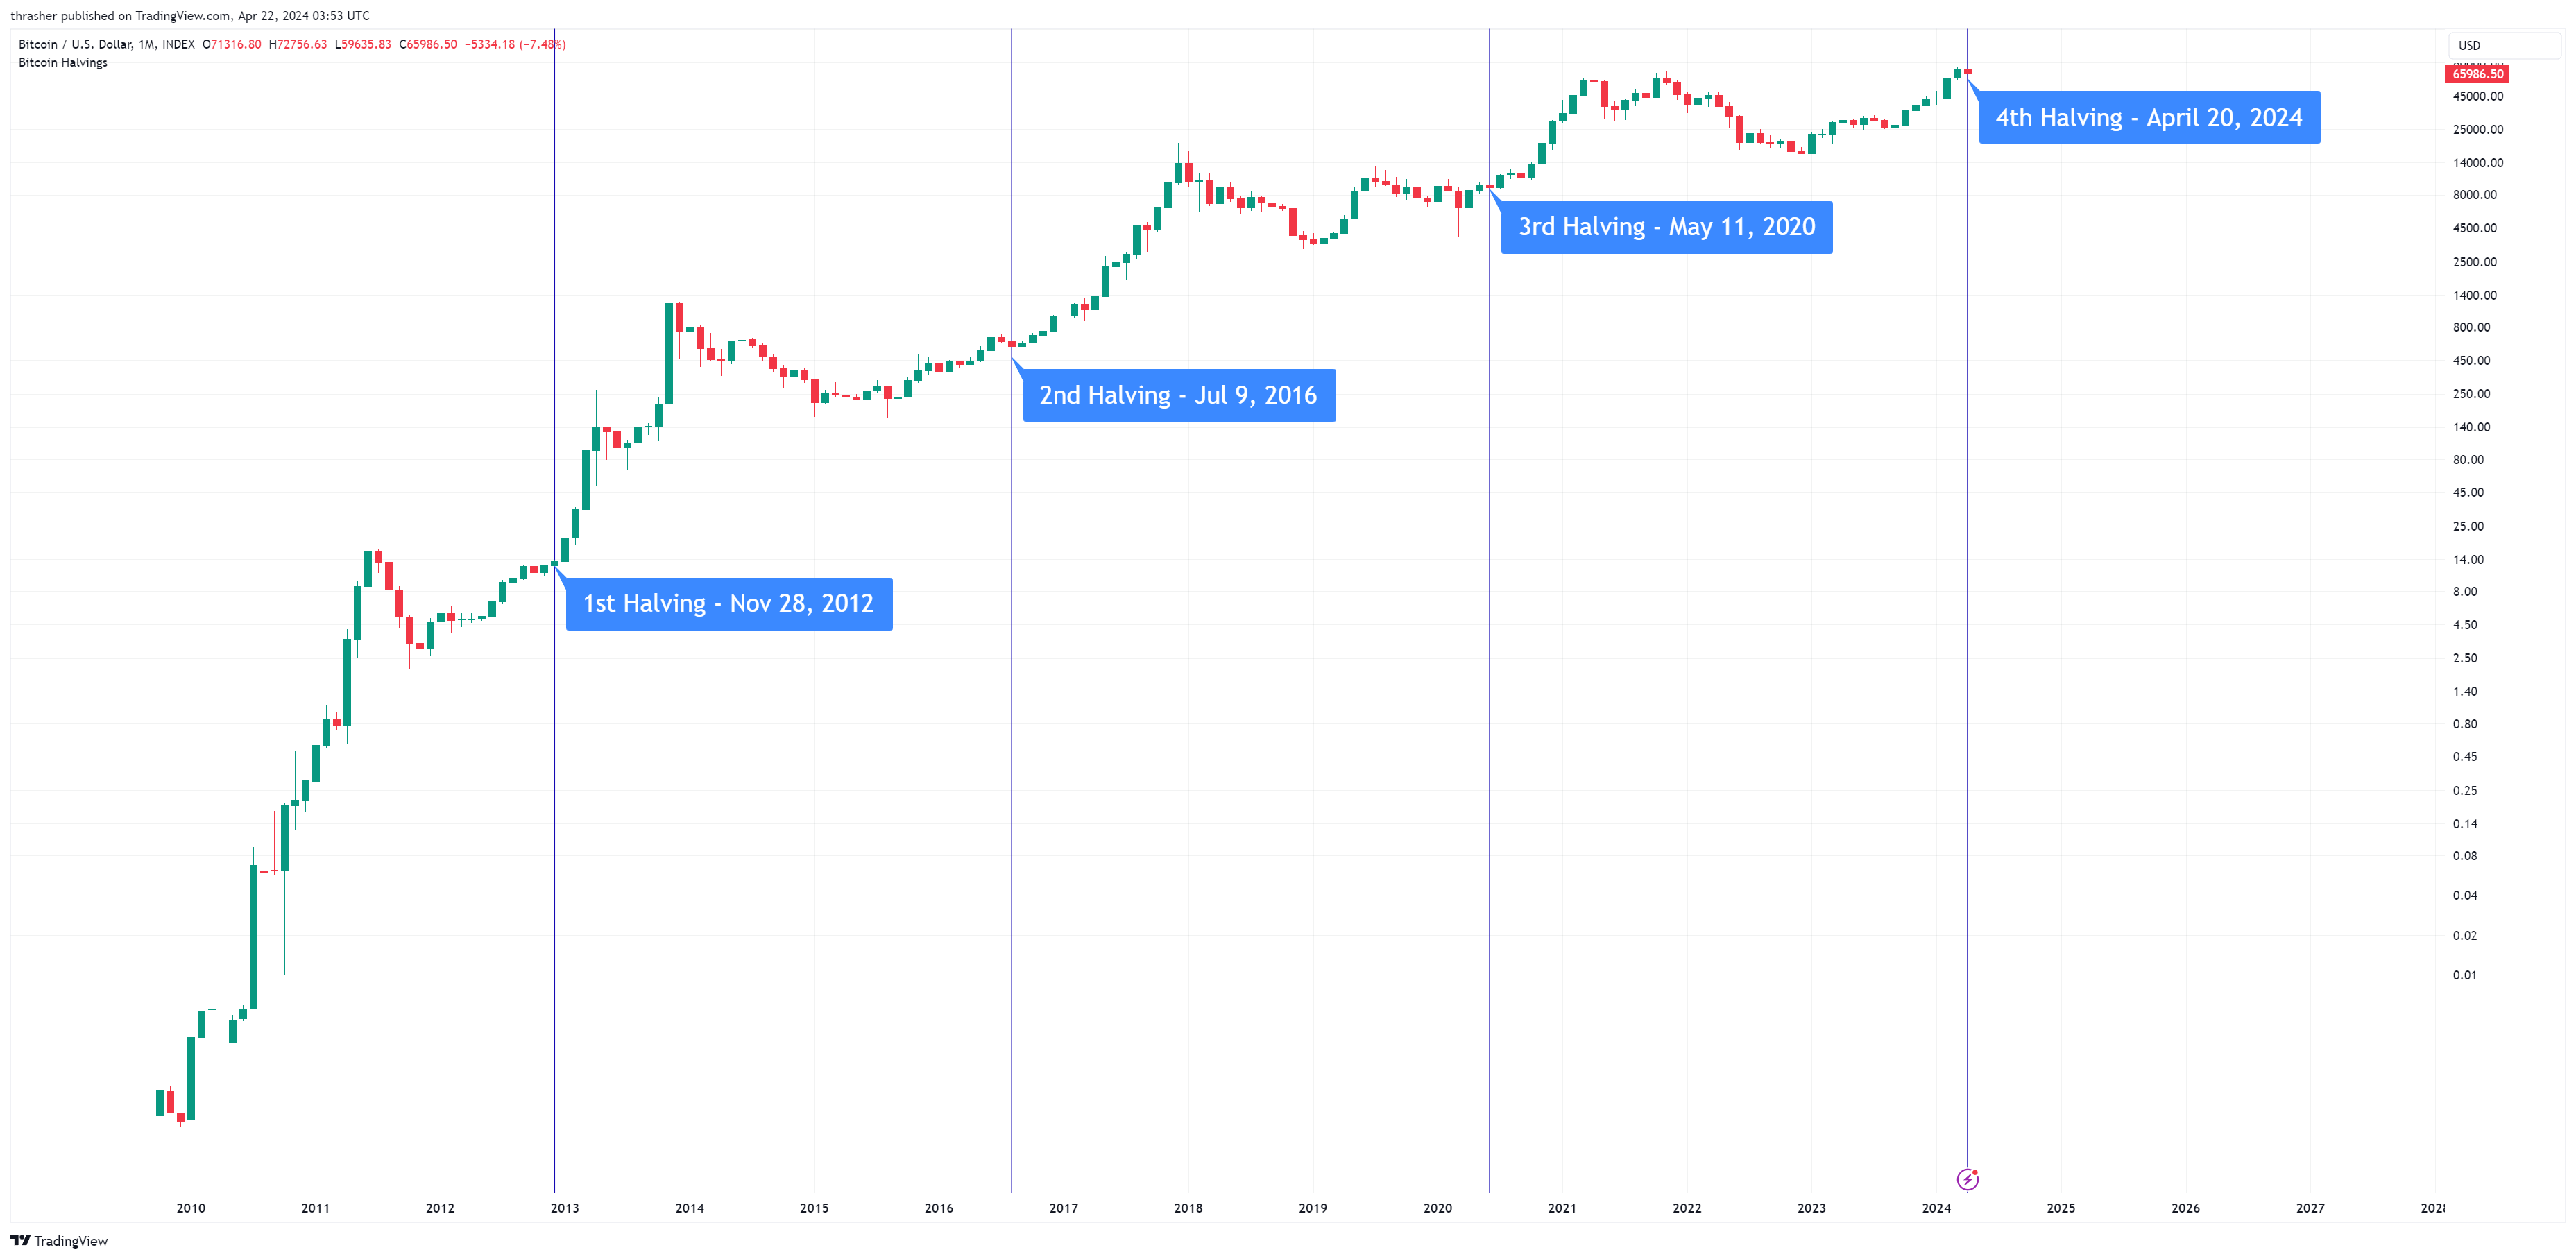 thrasher published on TradingView.com, Apr 22, 2024 03:53 UTC
Bitcoin / U.S. Dollar, 1M, INDEX O71316.80 H72756.63 L59635.83 C65986.50 −5334.18 (−7.48%)
Bitcoin Halvings
USD
65986.50
45000.00
25000.00
14000.00
8000.00
4500.00
2500.00
1400.00
800.00
450.00
250.00
140.00
80.00
45.00
25.00
14.00
8.00
4.50
2.50
1.40
0.80
0.45
0.25
0.14
0.08
0.04
0.02
0.01
4th Halving - April 20, 2024
3rd Halving - May 11, 2020
2nd Halving - Jul 9, 2016
1st Halving - Nov 28, 2012
2010 2011 2012 2013 2014 2015 2016 2017 2018 2019 2020 2021 2022 2023 2024 2025 2026 2027
TradingView